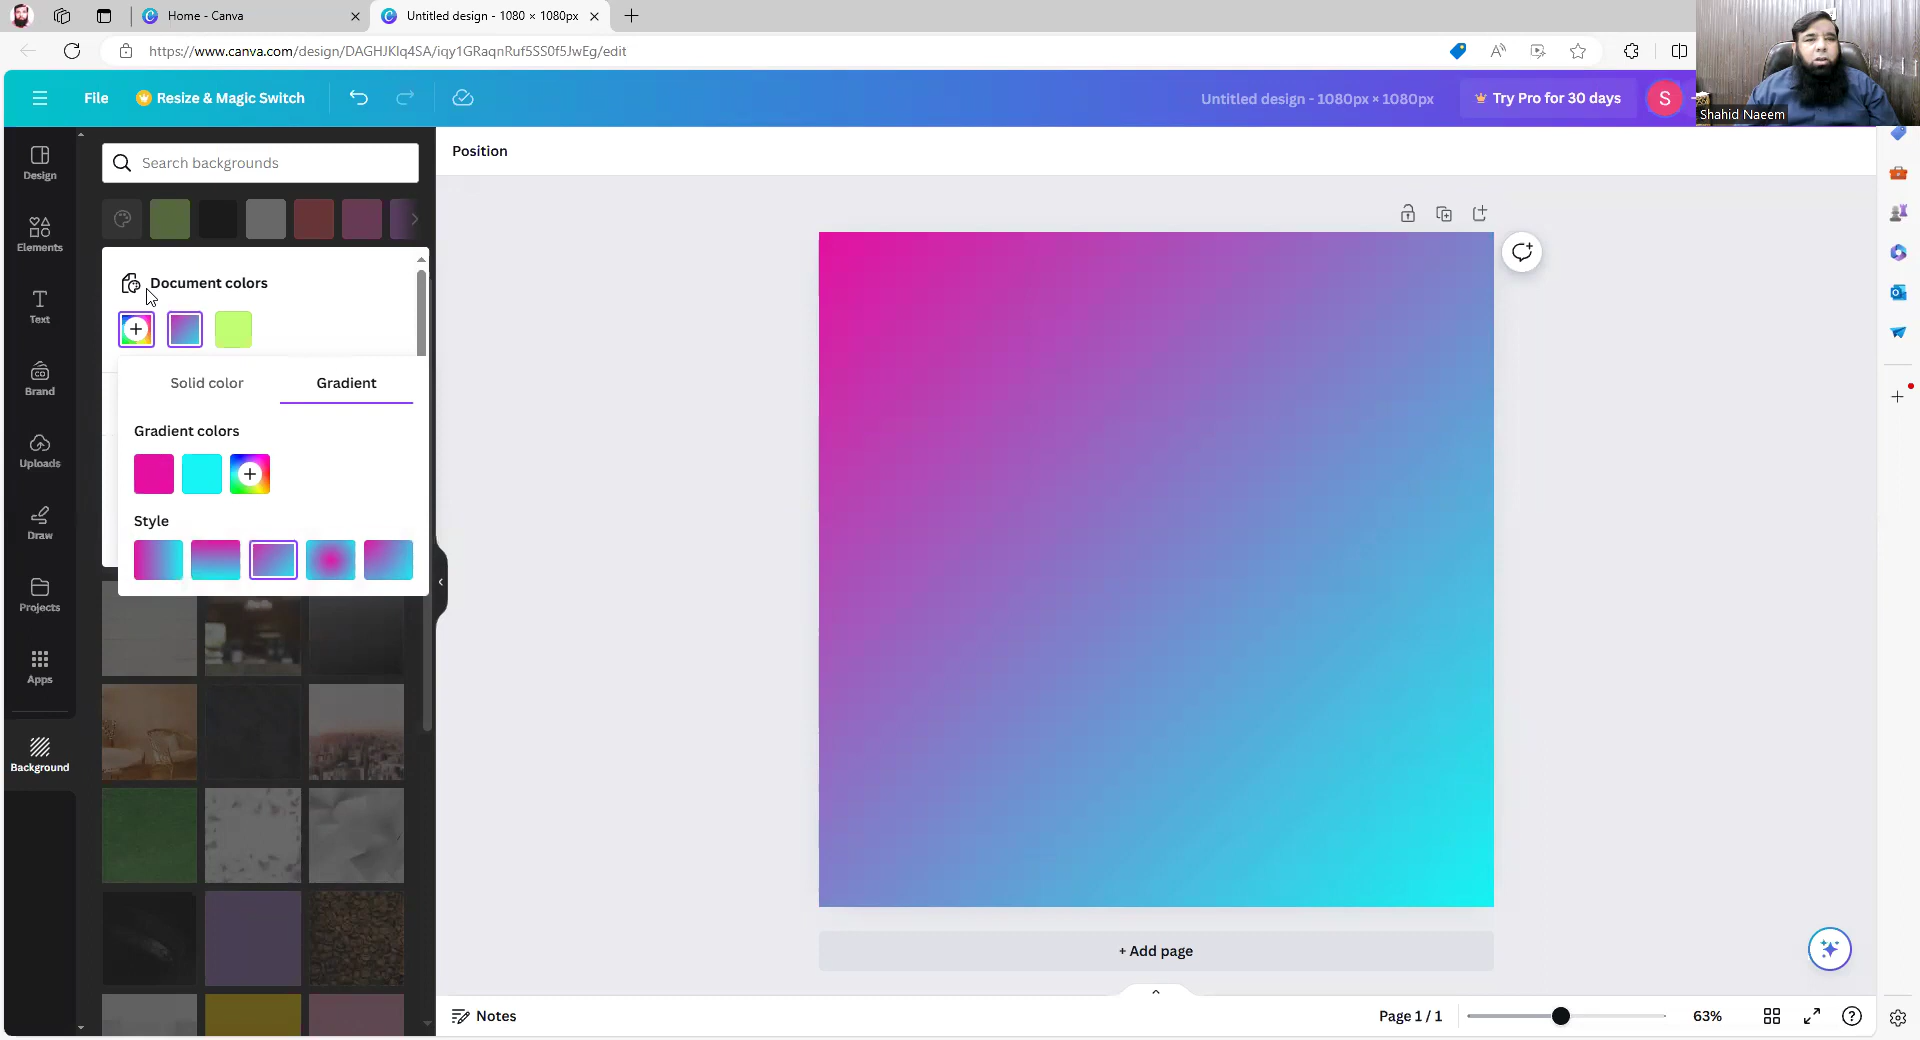 Home - Canva
Untitled design - 1080 × 1080px
https://www.canva.com/design/DAGHJKlq4SA/iqy1GRaqnRuf5SS0f5JwEg/edit
File
Resize & Magic Switch
Untitled design - 1080px × 1080px
Try Pro for 30 days
S
Shahid Naeem
Design
Elements
Text
Brand
Uploads
Draw
Projects
Apps
Background
Search backgrounds
Document colors
Solid color
Gradient
Gradient colors
Style
Position
+ Add page
Notes
Page 1 / 1
63%